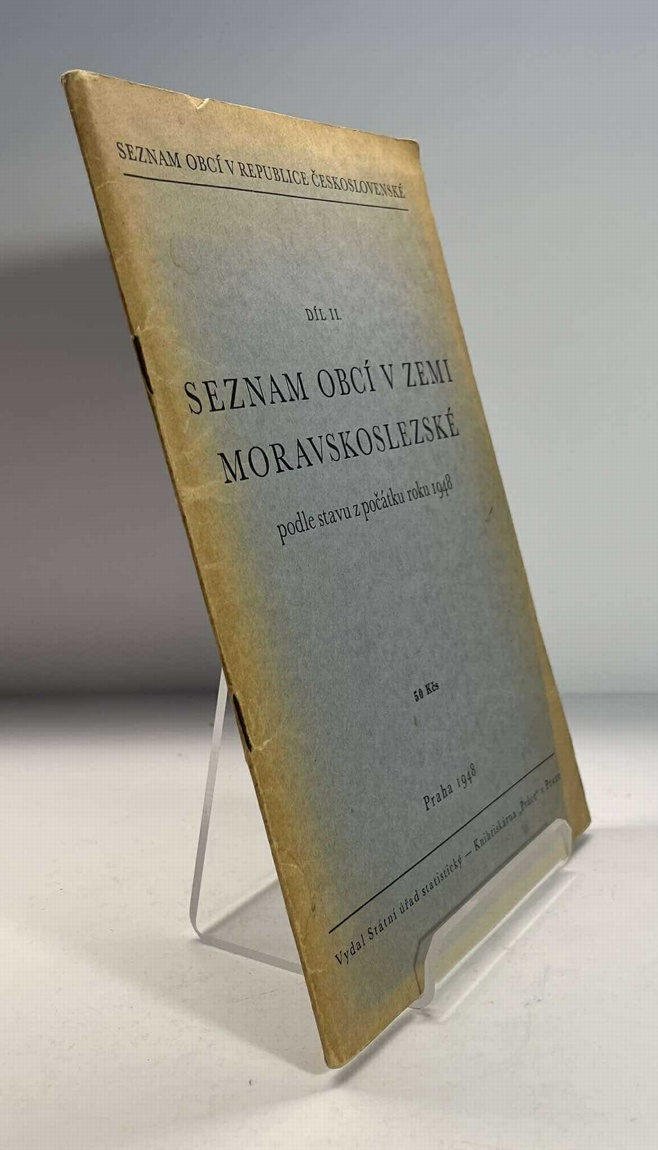 SEZNAM OBCÍ V REPUBLICE ČESKOSLOVENSKÉ
DÍL II.
SEZNAM OBCÍ V ZEMI
MORAVSKOSLEZSKÉ
podle stavu z počátku roku 1948
50 Kčs
Praha 1948
Vydal Státní úřad statistický — Knihtiskárna „Práce“ v Praze